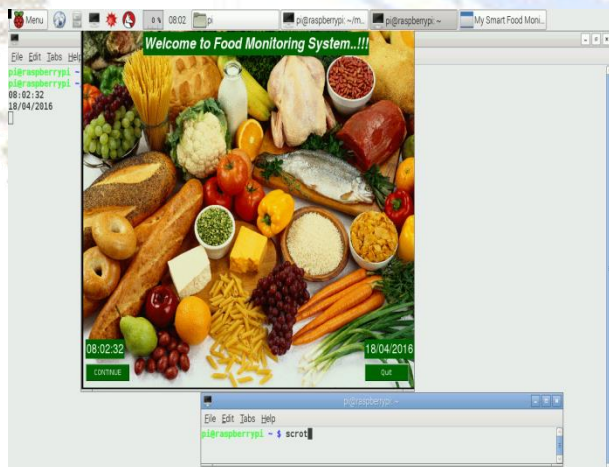 Menu 0 % 08:02 pi pi@raspberrypi: ~/m... pi@raspberrypi: ~ My Smart Food Moni...
File Edit Tabs Help
pi@raspberrypi ~
pi@raspberrypi ~
08:02:32
18/04/2016
Welcome to Food Monitoring System..!!!
08:02:32 18/04/2016
CONTINUE Quit
pi@raspberrypi: ~
File Edit Tabs Help
pi@raspberrypi ~ $ scrot